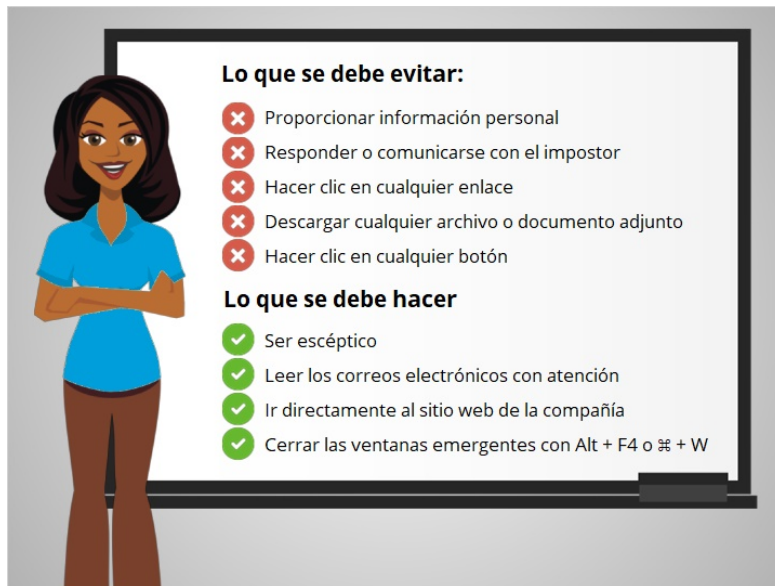 Lo que se debe evitar:
Proporcionar información personal
Responder o comunicarse con el impostor
Hacer clic en cualquier enlace
Descargar cualquier archivo o documento adjunto
Hacer clic en cualquier botón
Lo que se debe hacer
Ser escéptico
Leer los correos electrónicos con atención
Ir directamente al sitio web de la compañía
Cerrar las ventanas emergentes con Alt + F4 o ⌘ + W